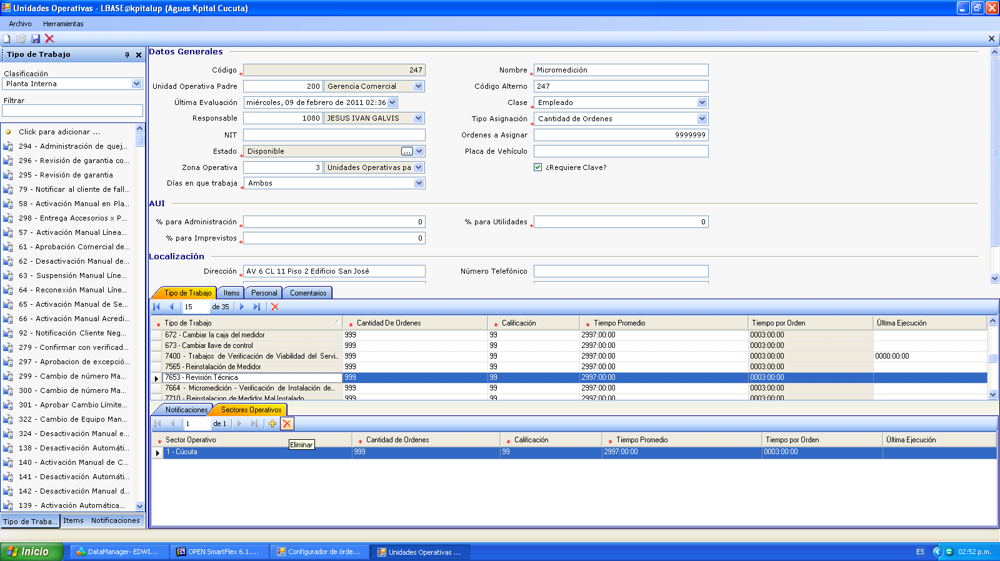 Unidades Operativas - LBASE@kpitalup (Aguas Kpital Cucuta)
Archivo Herramientas
Tipo de Trabajo
Clasificación
Planta Interna
Filtrar
Click para adicionar ...
294 - Administración de quej...
296 - Revisión de garantia co...
295 - Revisión de garantia
79 - Notificar al cliente de fall...
58 - Activación Manual en Pla...
298 - Entrega Accesorios x P...
57 - Activación Manual Línea...
61 - Aprobación Comercial de...
62 - Desactivación Manual de...
63 - Suspensión Manual Líne...
64 - Reconexión Manual Líne...
65 - Activación Manual de Se...
66 - Activación Manual Acredi...
92 - Notificación Cliente Neg...
279 - Confirmar con verificad...
297 - Aprobacion de excepció...
299 - Cambio de número Ma...
300 - Cambio de número Ma...
301 - Aprobar Cambio Límite...
322 - Cambio de Equipo Man...
324 - Desactivación Manual e...
138 - Desactivación Automáti...
140 - Activación Manual de C...
141 - Desactivación Automáti...
142 - Desactivación Manual d...
139 - Activación Automática...
Tipo de Traba... Items Notificaciones
Datos Generales
Código * 247 Nombre * Micromedición
Unidad Operativa Padre 200 Gerencia Comercial Código Alterno 247
Última Evaluación miércoles, 09 de febrero de 2011 02:36 Clase * Empleado
Responsable 1080 JESUS IVAN GALVIS Tipo Asignación * Cantidad de Ordenes
NIT Ordenes a Asignar 9999999
Estado * Disponible ... Placa de Vehículo
Zona Operativa 3 Unidades Operativas pa ¿Requiere Clave?
Días en que trabaja * Ambos
AUI
% para Administración * 0 % para Utilidades * 0
% para Imprevistos * 0
Localización
Dirección * AV 6 CL 11 Piso 2 Edificio San José Número Telefónico
Tipo de Trabajo Items Personal Comentarios
15 de 35
* Tipo de Trabajo * Cantidad De Ordenes * Calificación * Tiempo Promedio Tiempo por Orden Última Ejecución
672 - Cambiar la caja del medidor 999 99 2997:00:00 0003:00:00
673 - Cambiar llave de control 999 99 2997:00:00 0003:00:00
7400 - Trabajos de Verificación de Viabilidad del Servi... 999 99 2997:00:00 0003:00:00 0000:00:00
7565 - Reinstalación de Medidor 999 99 2997:00:00 0003:00:00
7653 - Revisión Técnica 999 99 2997:00:00 0003:00:00
7664 - Micromedición - Verificación de Instalación de... 999 99 2997:00:00 0003:00:00
7710 - Reinstalacion de Medidor Mal Instalado 999 99 2997:00:00 0003:00:00
Notificaciones Sectores Operativos
1 de 1
* Sector Operativo * Cantidad de Ordenes * Calificación * Tiempo Promedio Tiempo por Orden Última Ejecución
Eliminar
1 - Cúcuta 999 99 2997:00:00 0003:00:00
Inicio DataManager- EDWI... OPEN SmartFlex 6.1.... Configurador de órde... Unidades Operativas ... ES 02:52 p.m.